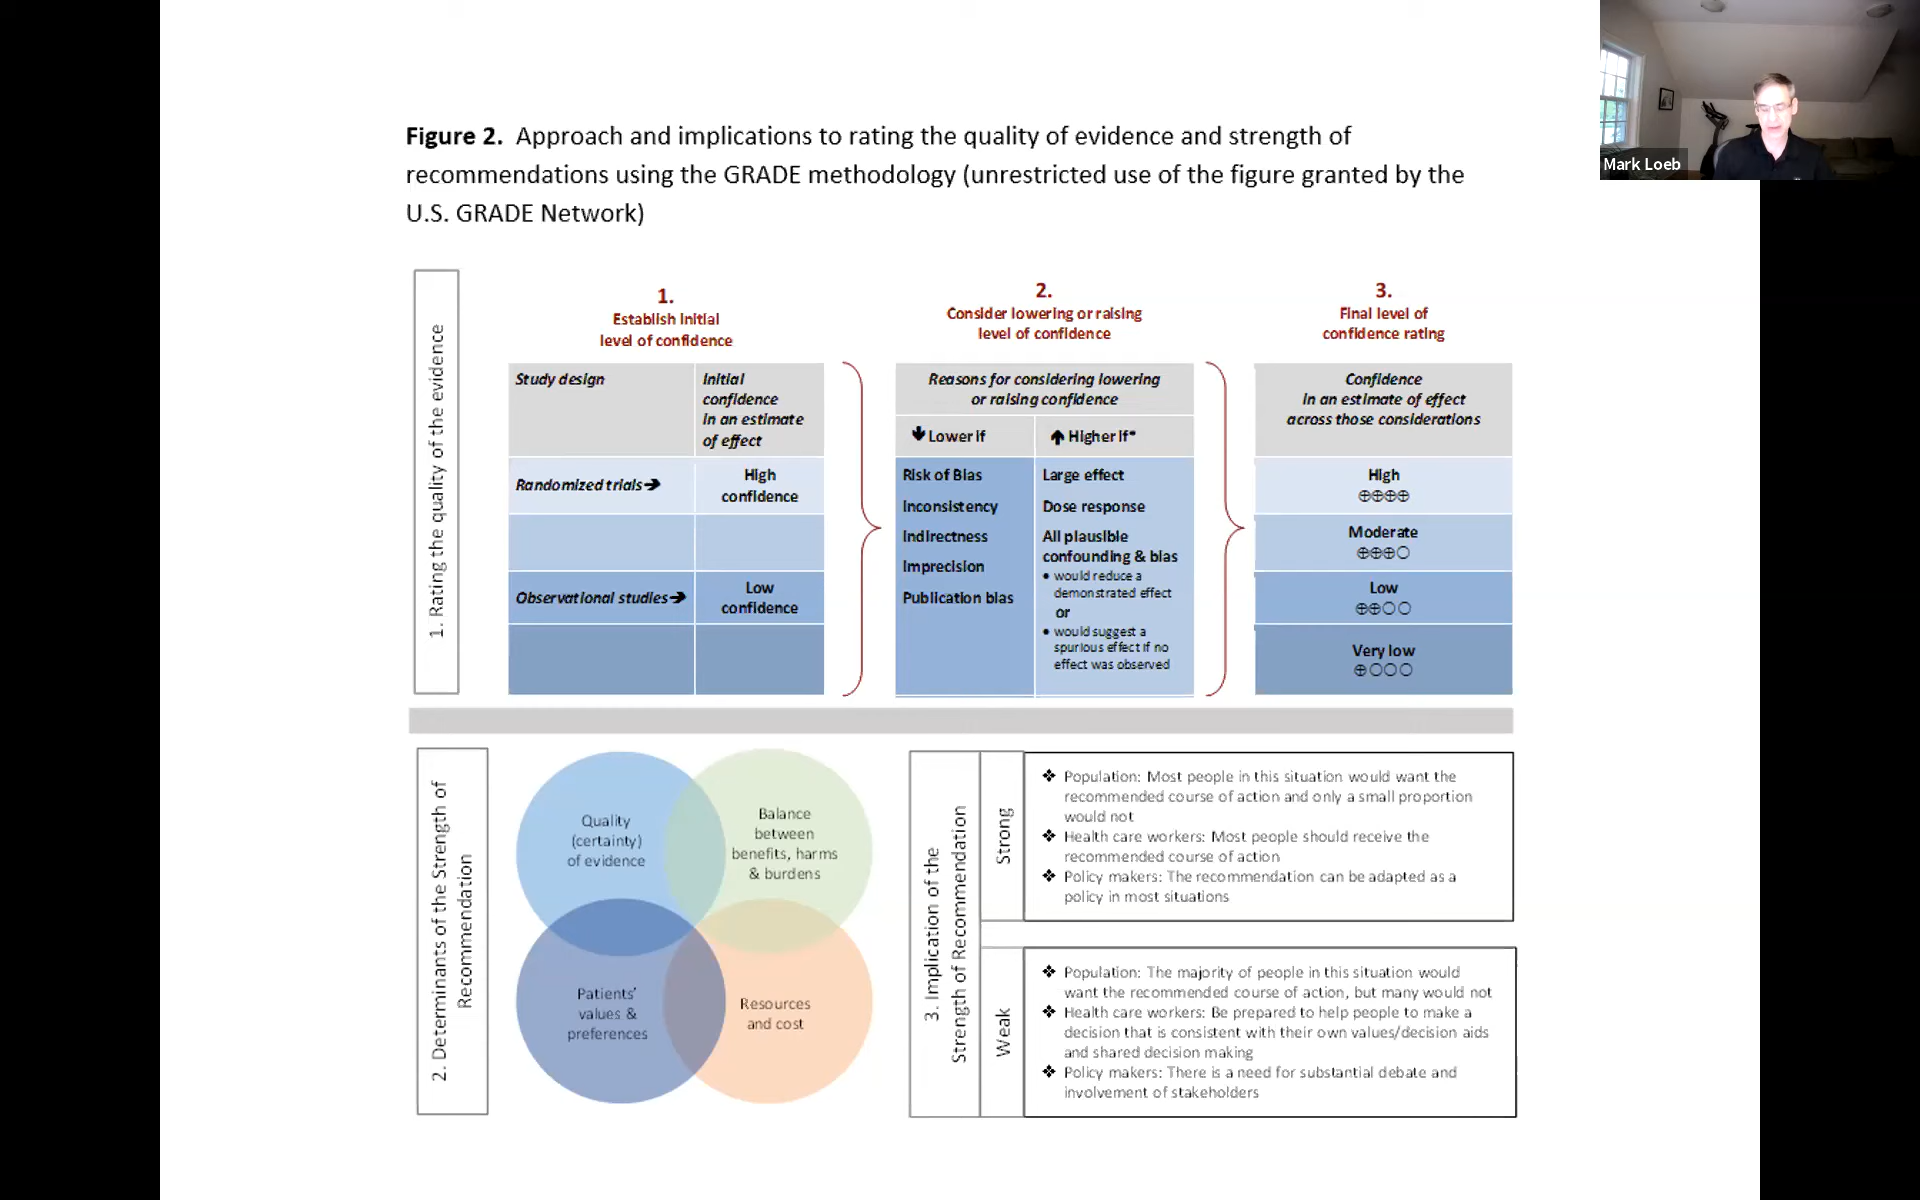 Mark Loeb
Figure 2. Approach and implications to rating the quality of evidence and strength of
recommendations using the GRADE methodology (unrestricted use of the figure granted by the
U.S. GRADE Network)
1. Rating the quality of the evidence
1.
Establish initial
level of confidence
2.
Consider lowering or raising
level of confidence
3.
Final level of
confidence rating
Study design
Initial
confidence
in an estimate
of effect
Randomized trials➔
High
confidence
Observational studies➔
Low
confidence
Reasons for considering lowering
or raising confidence
🡇 Lower if
🡅 Higher if*
Risk of Bias
Inconsistency
Indirectness
Imprecision
Publication bias
Large effect
Dose response
All plausible
confounding & bias
• would reduce a
demonstrated effect
or
• would suggest a
spurious effect if no
effect was observed
Confidence
in an estimate of effect
across those considerations
High
⊕⊕⊕⊕
Moderate
⊕⊕⊕○
Low
⊕⊕○○
Very low
⊕○○○
2. Determinants of the Strength of
Recommendation
Quality
(certainty)
of evidence
Balance
between
benefits, harms
& burdens
Patients'
values &
preferences
Resources
and cost
3. Implication of the
Strength of Recommendation
Strong
❖ Population: Most people in this situation would want the
recommended course of action and only a small proportion
would not
❖ Health care workers: Most people should receive the
recommended course of action
❖ Policy makers: The recommendation can be adapted as a
policy in most situations
Weak
❖ Population: The majority of people in this situation would
want the recommended course of action, but many would not
❖ Health care workers: Be prepared to help people to make a
decision that is consistent with their own values/decision aids
and shared decision making
❖ Policy makers: There is a need for substantial debate and
involvement of stakeholders